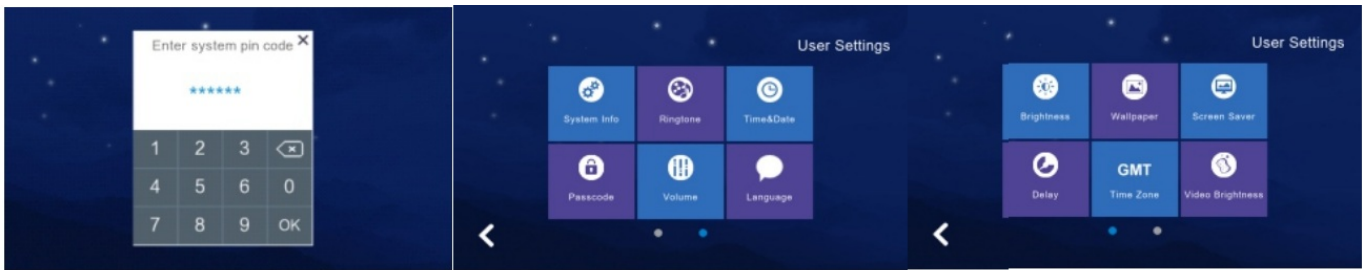 Enter system pin code ×
******
1 2 3
4 5 6 0
7 8 9 OK
User Settings
System Info Ringtone Time&Date
Passcode Volume Language
User Settings
Brightness Wallpaper Screen Saver
GMT
Delay Time Zone Video Brightness